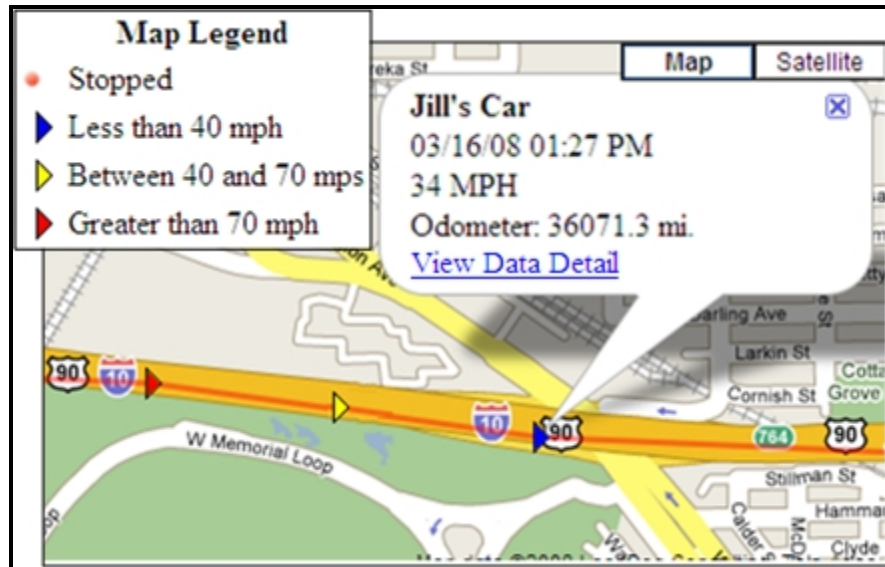 Map Legend
Stopped
Less than 40 mph
Between 40 and 70 mps
Greater than 70 mph
Map
Satellite
Jill's Car
03/16/08 01:27 PM
34 MPH
Odometer: 36071.3 mi.
View Data Detail
Darling Ave
Larkin St
Cornish St
Grove
90
10
10
90
764
90
W Memorial Loop
Stillman St
Clyde